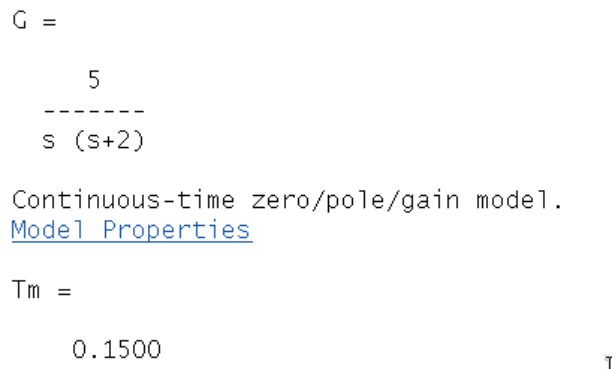 G =
5
-------
s (s+2)
Continuous-time zero/pole/gain model.
Model Properties
Tm =
0.1500